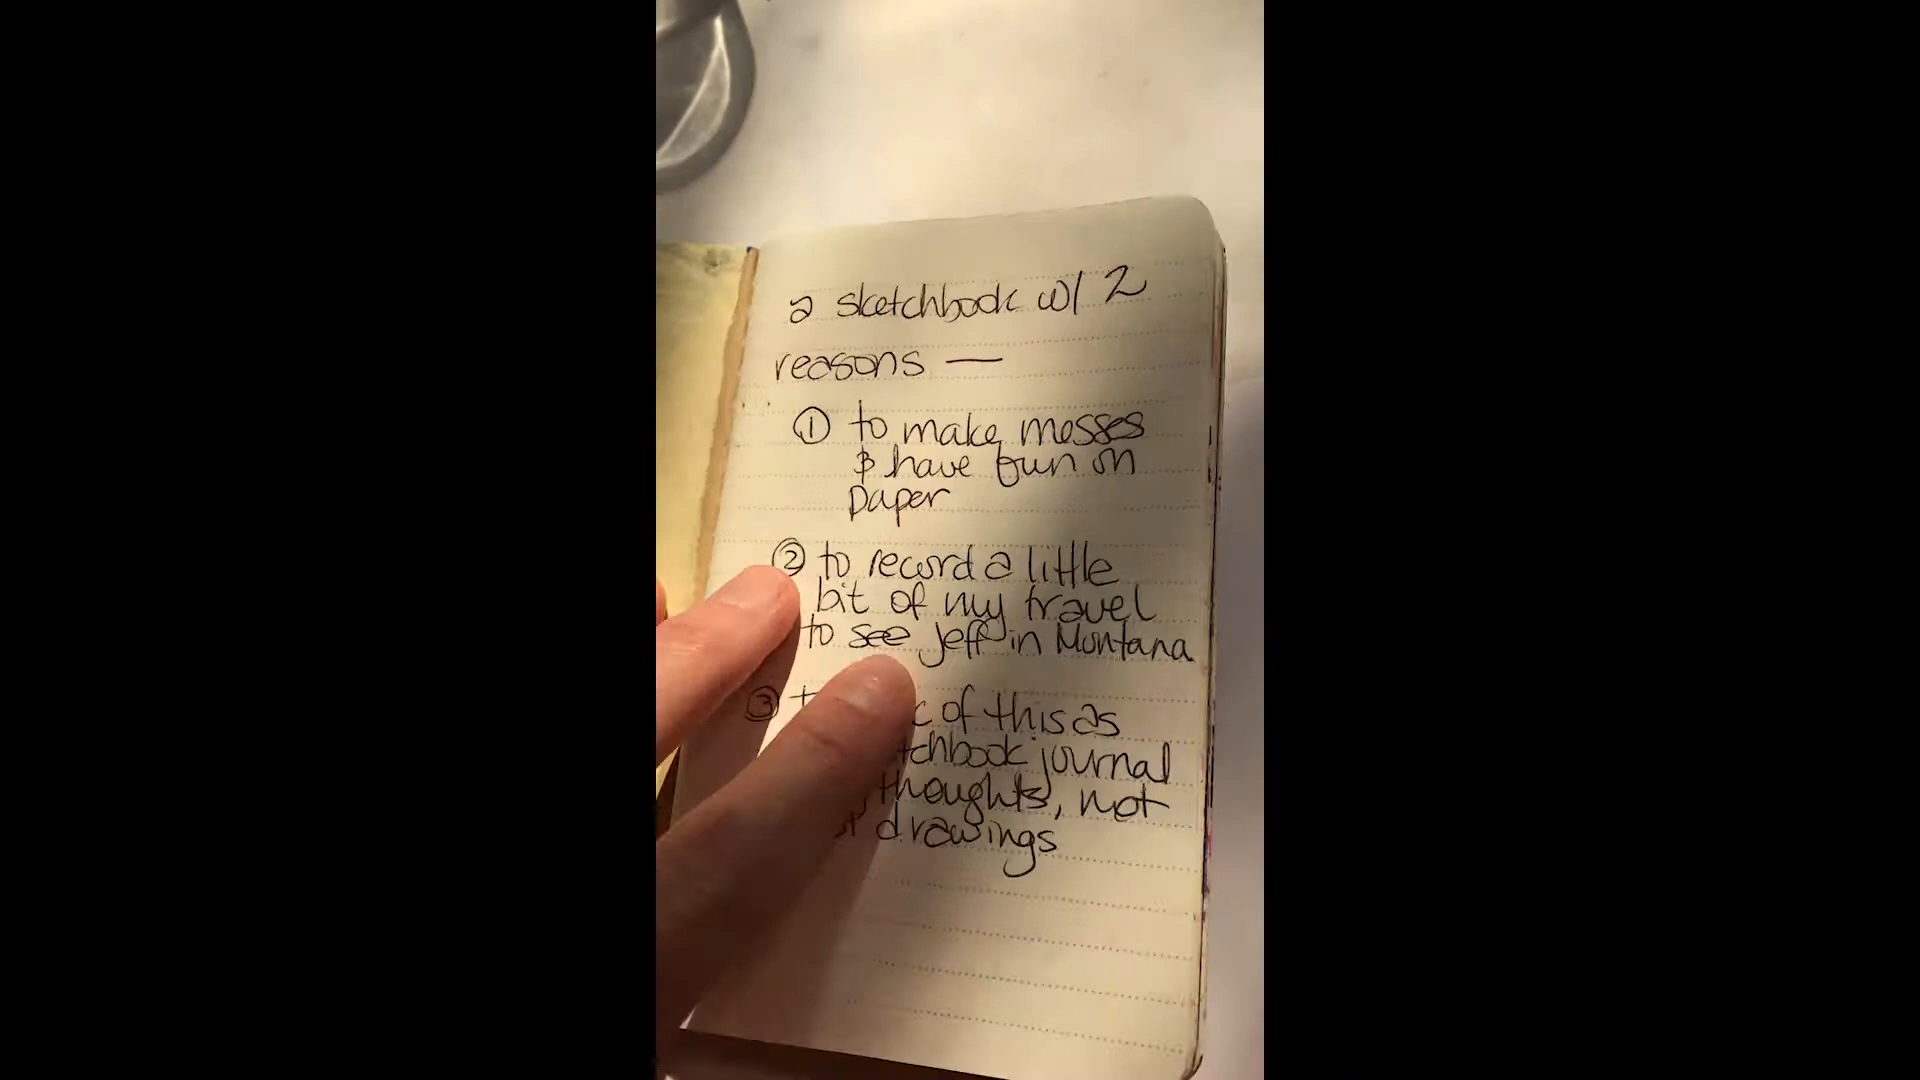 a sketchbook w/ 2
reasons —
① to make messes
& have fun on
paper
② to record a little
bit of my travel
to see Jeff in Montana
③ of this as
journal
thoughts, not
drawings